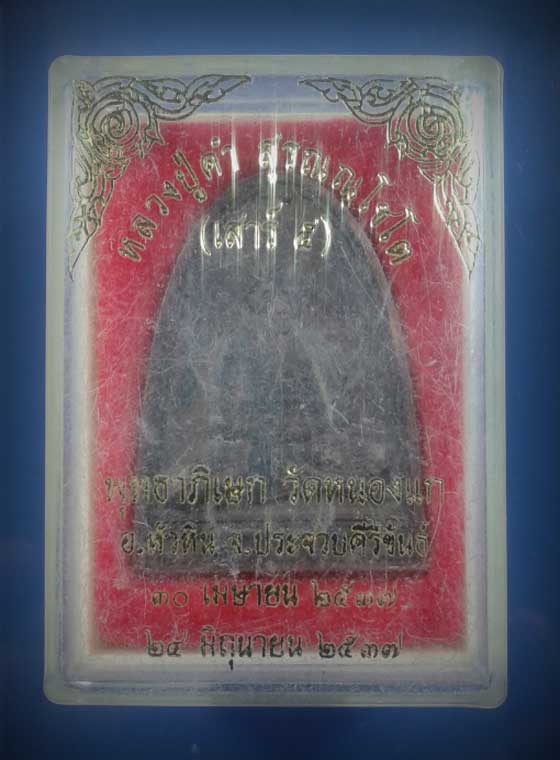 หลวงปู่คำ สุวณฺณโชโต
(เสาร์ ๕)
พุทธาภิเษก วัดหนองแก
อ.หัวหิน จ.ประจวบคีรีขันธ์
๓๐ เมษายน ๒๕๓๗
๒๕ มิถุนายน ๒๕๓๗